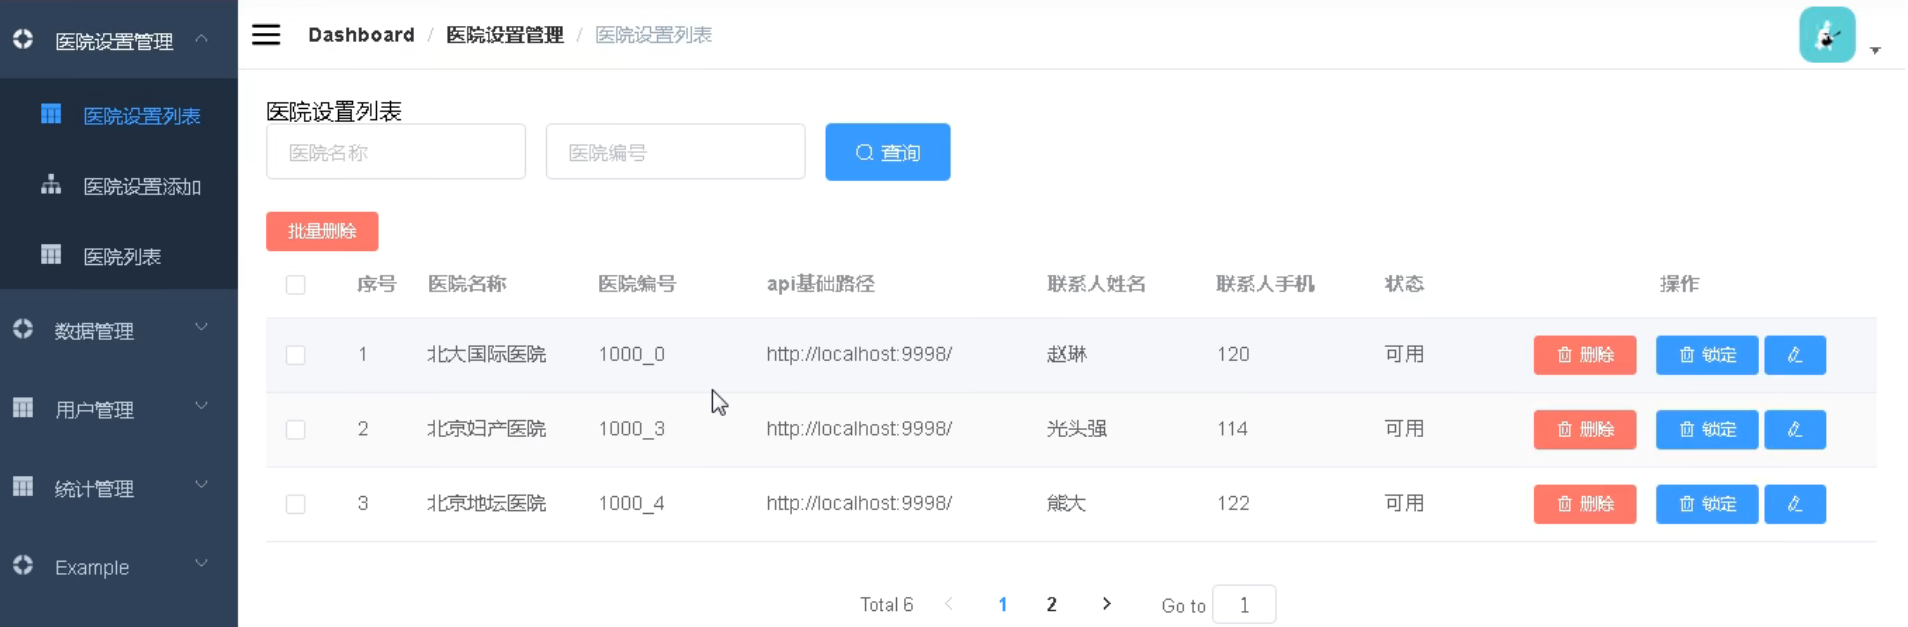 医院设置管理
医院设置列表
医院设置添加
医院列表
数据管理
用户管理
统计管理
Example
Dashboard / 医院设置管理 / 医院设置列表
医院设置列表
医院名称 医院编号 查询
批量删除
序号 医院名称 医院编号 api基础路径 联系人姓名 联系人手机 状态 操作
1 北大国际医院 1000_0 http://localhost:9998/ 赵琳 120 可用 删除 锁定
2 北京妇产医院 1000_3 http://localhost:9998/ 光头强 114 可用 删除 锁定
3 北京地坛医院 1000_4 http://localhost:9998/ 熊大 122 可用 删除 锁定
Total 6 1 2 Go to 1